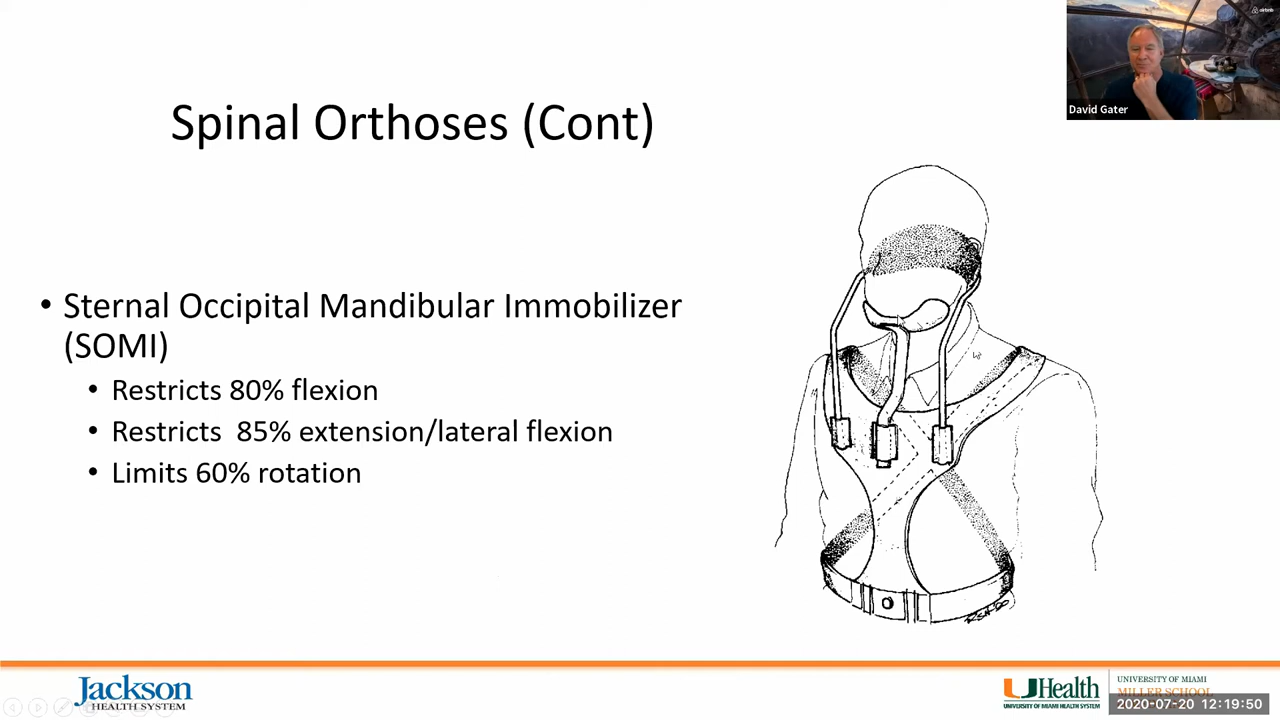 airbnb
David Gater
Spinal Orthoses (Cont)
• Sternal Occipital Mandibular Immobilizer
(SOMI)
• Restricts 80% flexion
• Restricts  85% extension/lateral flexion
• Limits 60% rotation
Jackson
HEALTH SYSTEM
UHealth
UNIVERSITY OF MIAMI HEALTH SYSTEM
UNIVERSITY OF MIAMI
MILLER SCHOOL
2020-07-20 12:19:50